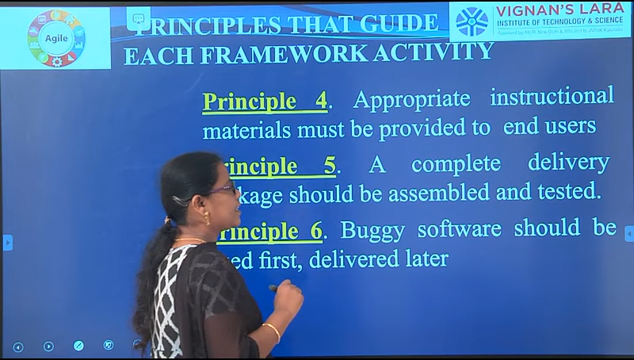 Agile
PRINCIPLES THAT GUIDE
EACH FRAMEWORK ACTIVITY
VIGNAN'S LARA
INSTITUTE OF TECHNOLOGY & SCIENCE
Principle 4. Appropriate instructional
materials must be provided to end users
rinciple 5. A complete delivery
kage should be assembled and tested.
rinciple 6. Buggy software should be
ed first, delivered later